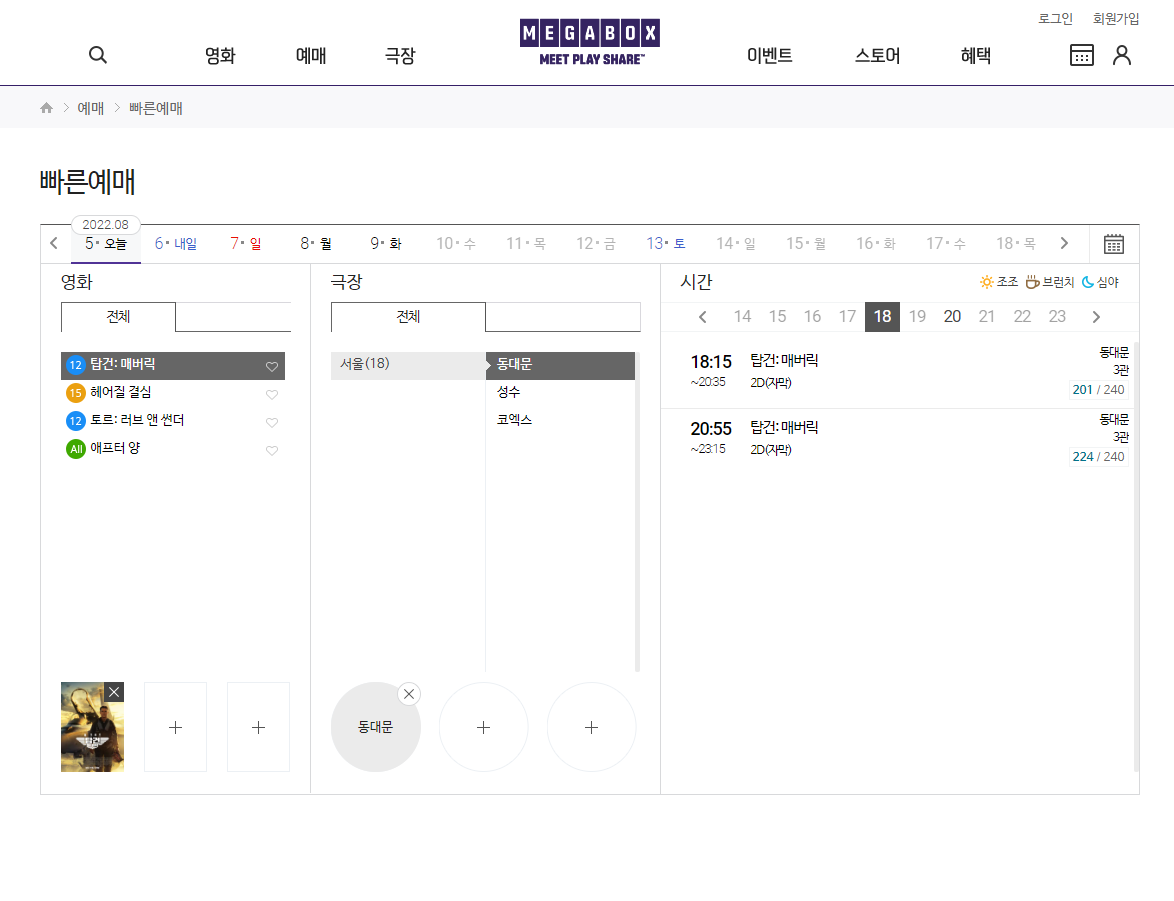 로그인 회원가입
영화 예매 극장 MEGABOX 이벤트 스토어 혜택
MEET PLAY SHARE™
예매 빠른예매
빠른예매
2022.08
5• 오늘 6• 내일 7• 일 8• 월 9• 화 10• 수 11• 목 12• 금 13• 토 14• 일 15• 월 16• 화 17• 수 18• 목
영화
전체
12 탑건: 매버릭
15 헤어질 결심
12 토르: 러브 앤 썬더
All 애프터 양
탑건
극장
전체
서울(18)
동대문
성수
코엑스
동대문
시간 조조 브런치 심야
14 15 16 17 18 19 20 21 22 23
18:15 탑건: 매버릭 동대문
~20:35 2D(자막) 3관
201 / 240
20:55 탑건: 매버릭 동대문
~23:15 2D(자막) 3관
224 / 240